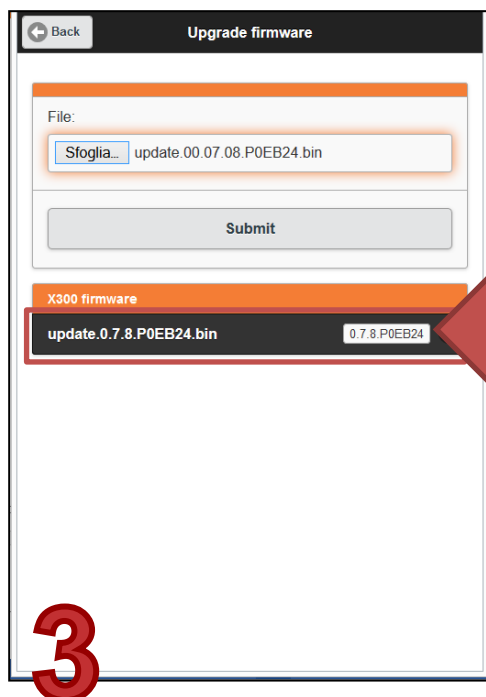 Back
Upgrade firmware
File:
Sfoglia... update.00.07.08.P0EB24.bin
Submit
X300 firmware
update.0.7.8.P0EB24.bin 0.7.8.P0EB24
3